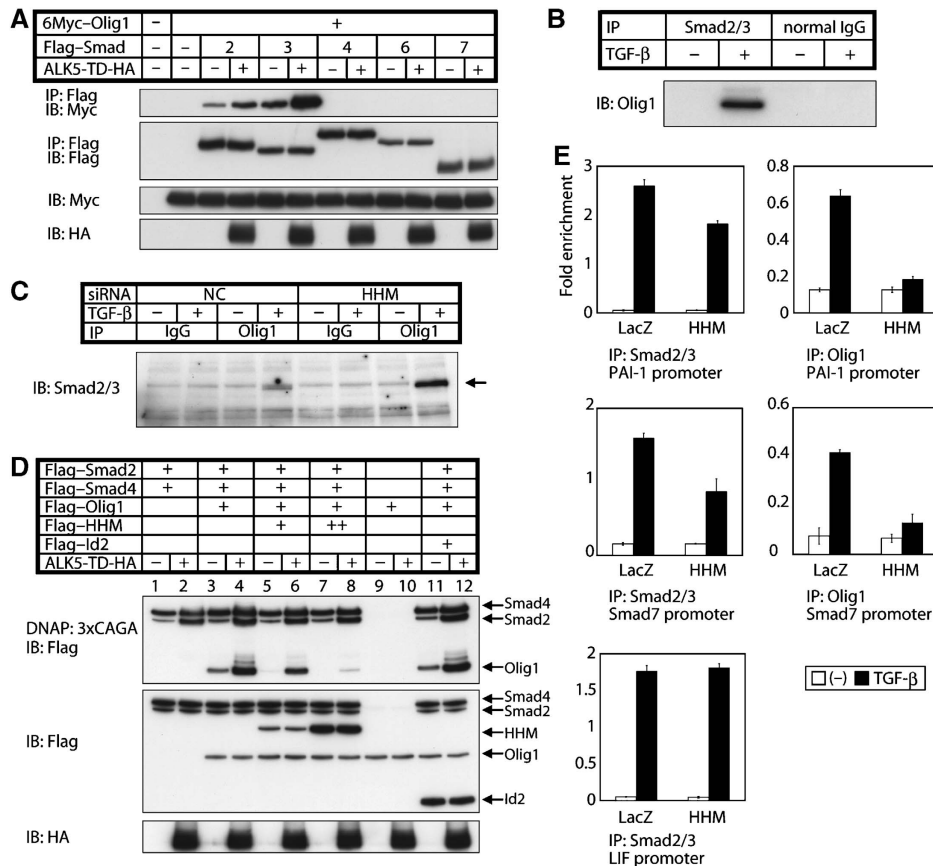 A
6Myc–Olig1 – – +
Flag–Smad – – 2 3 4 6 7
ALK5-TD-HA – – – + – + – + – + – +
IP: Flag
IB: Myc
IP: Flag
IB: Flag
IB: Myc
IB: HA
B
IP Smad2/3 normal IgG
TGF-β – + – +
IB: Olig1
C
siRNA NC HHM
TGF-β – + – + – + – +
IP IgG Olig1 IgG Olig1
IB: Smad2/3
D
Flag–Smad2 + + + + +
Flag–Smad4 + + + + +
Flag–Olig1 + + + + +
Flag–HHM + ++
Flag–Id2 +
ALK5-TD-HA – + – + – + – + – + – +
1 2 3 4 5 6 7 8 9 10 11 12
DNAP: 3xCAGA
IB: Flag
Smad4
Smad2
Olig1
IB: Flag
Smad4
Smad2
HHM
Olig1
Id2
IB: HA
E
Fold enrichment
3
2
1
0
LacZ HHM
IP: Smad2/3
PAI-1 promoter
0.8
0.6
0.4
0.2
0
LacZ HHM
IP: Olig1
PAI-1 promoter
2
1
0
LacZ HHM
IP: Smad2/3
Smad7 promoter
0.6
0.4
0.2
0
LacZ HHM
IP: Olig1
Smad7 promoter
2
1.5
1
0.5
0
LacZ HHM
IP: Smad2/3
LIF promoter
(–) TGF-β